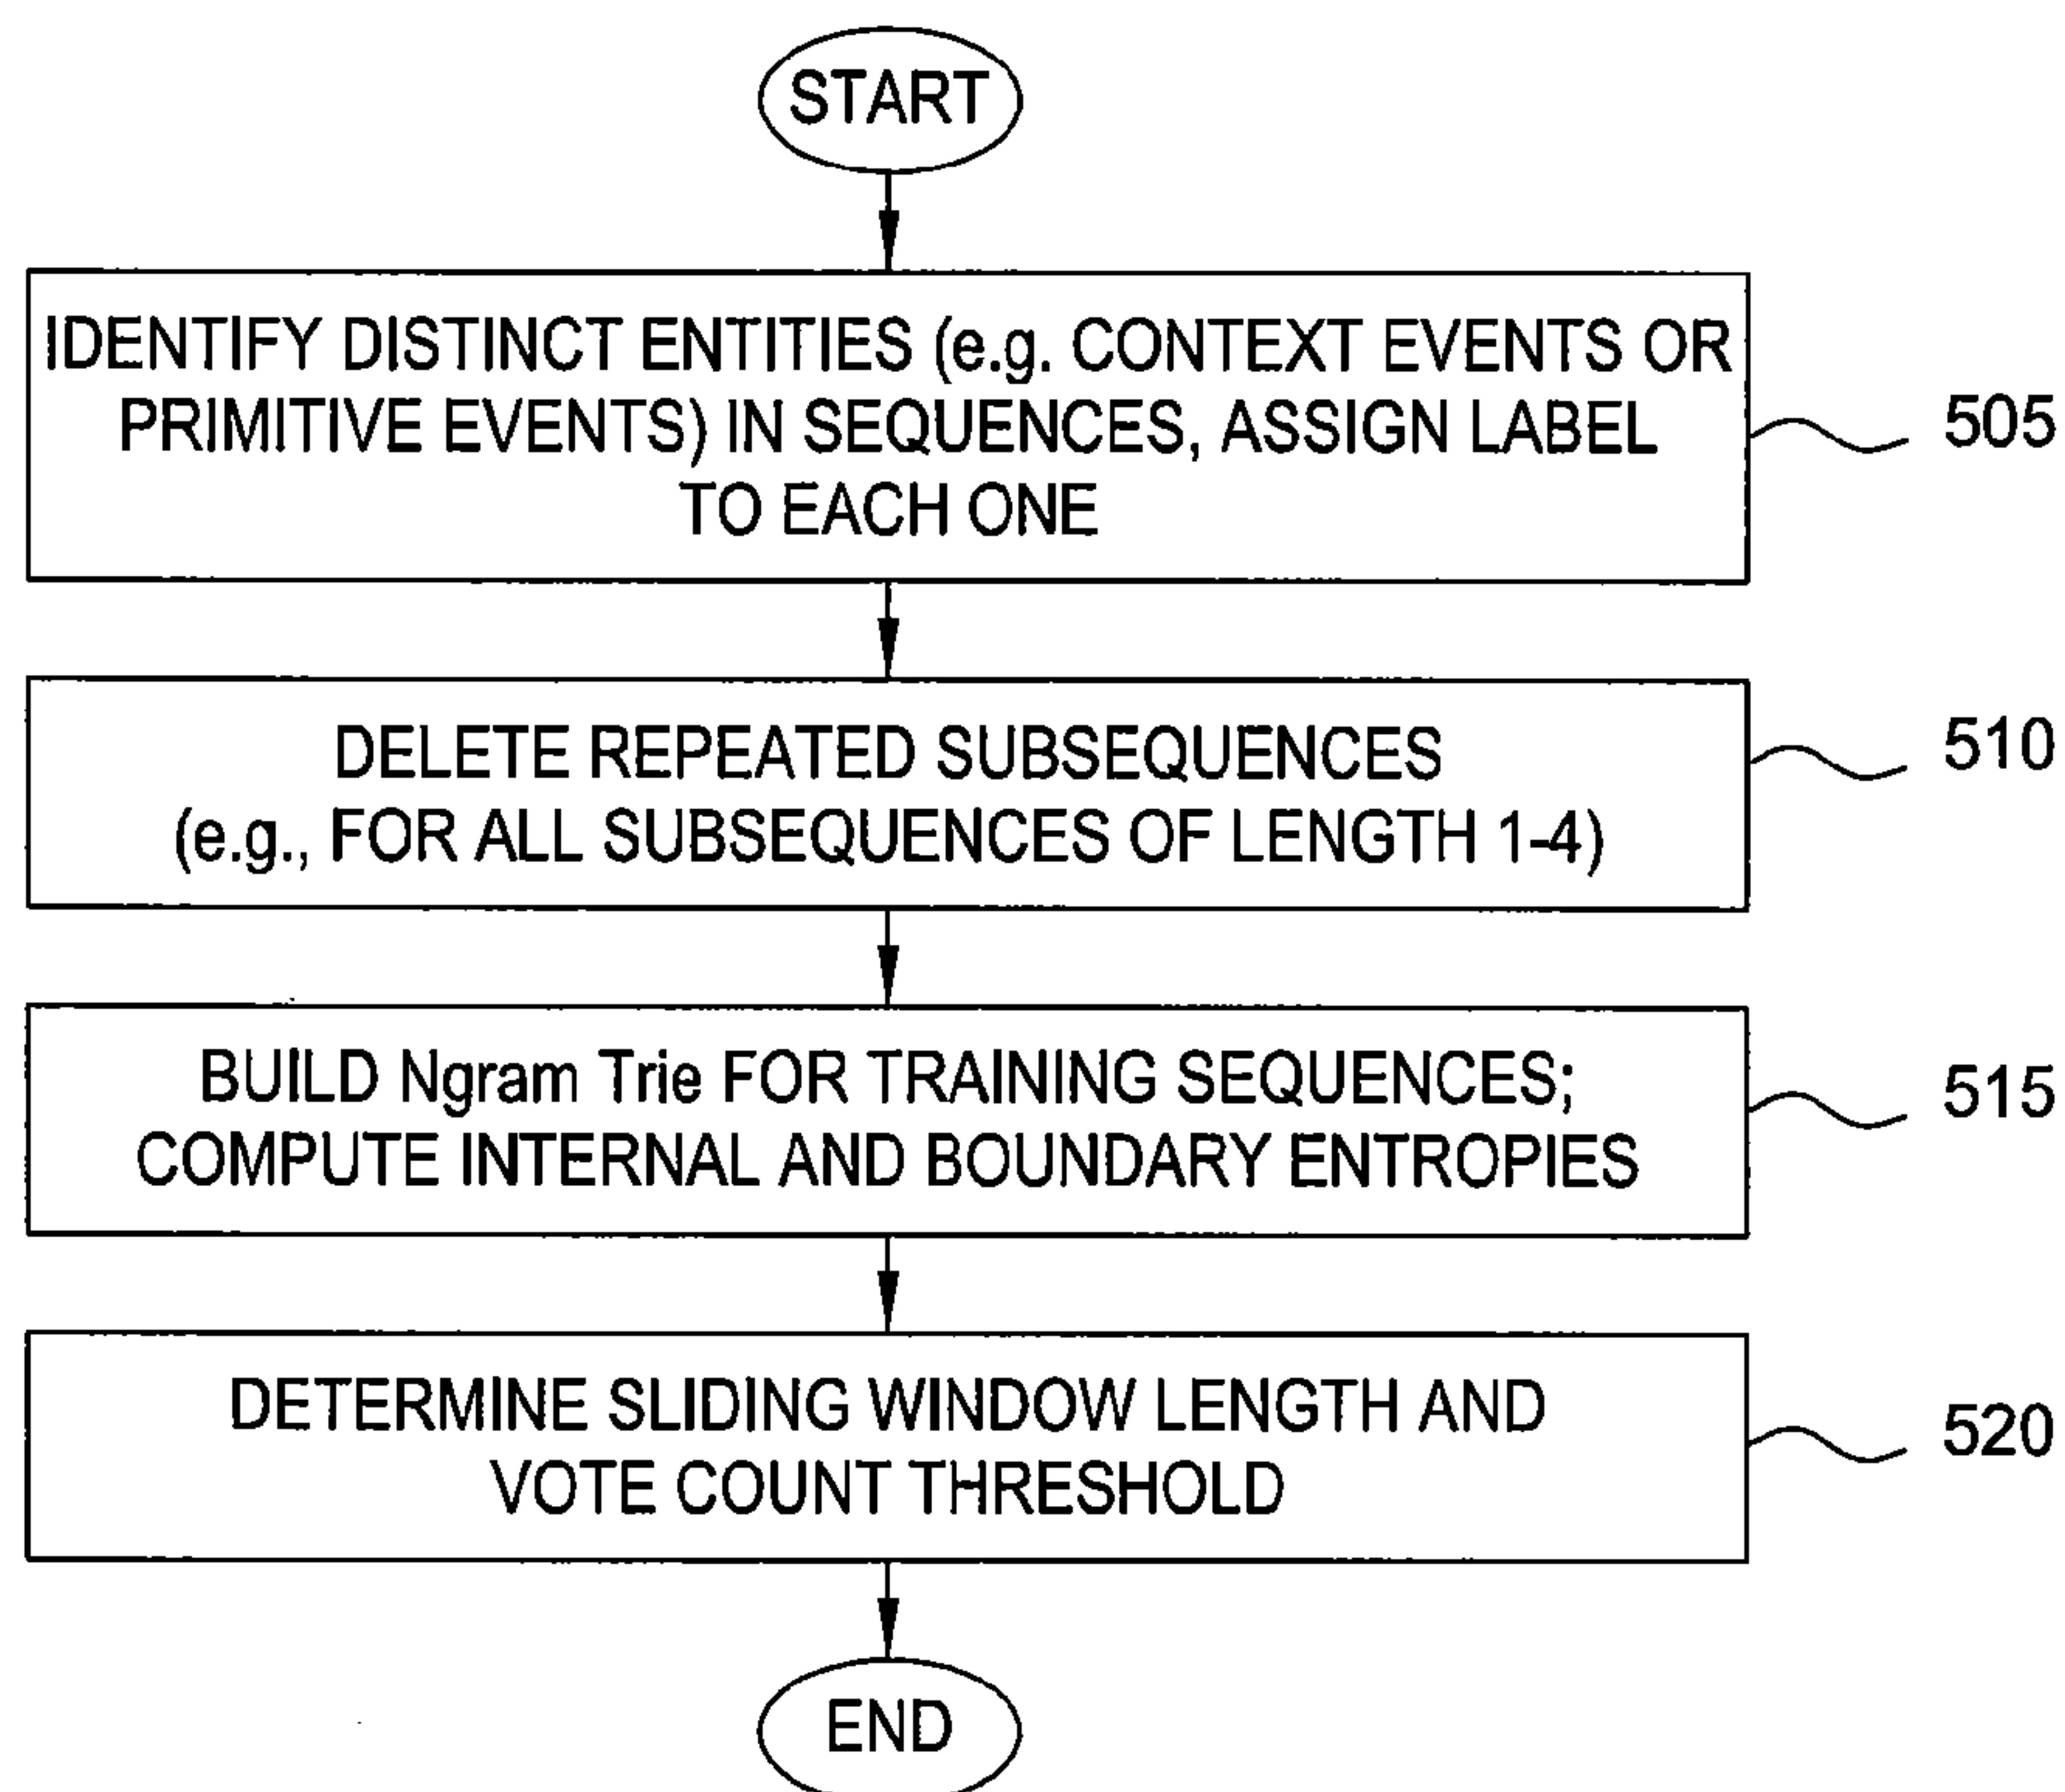 START
IDENTIFY DISTINCT ENTITIES (e.g. CONTEXT EVENTS OR
PRIMITIVE EVENTS) IN SEQUENCES, ASSIGN LABEL
TO EACH ONE
505
DELETE REPEATED SUBSEQUENCES
(e.g., FOR ALL SUBSEQUENCES OF LENGTH 1-4)
510
BUILD Ngram Trie FOR TRAINING SEQUENCES;
COMPUTE INTERNAL AND BOUNDARY ENTROPIES
515
DETERMINE SLIDING WINDOW LENGTH AND
VOTE COUNT THRESHOLD
520
END